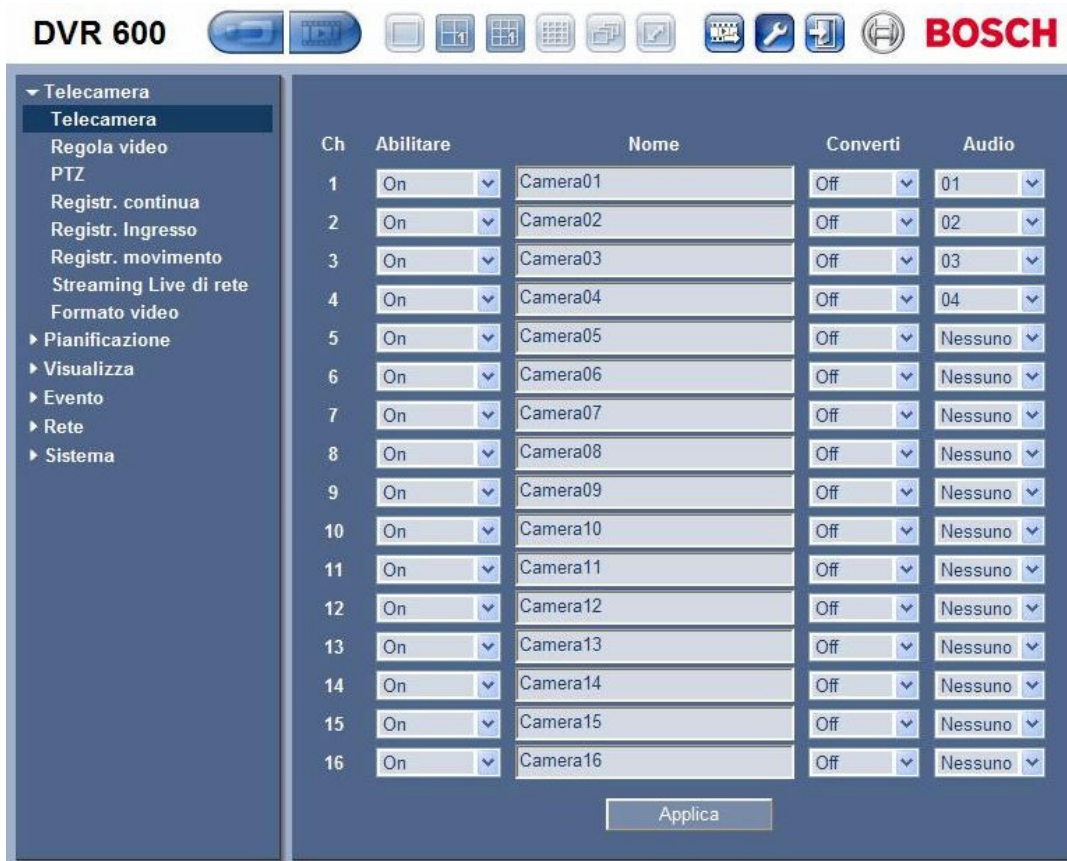 DVR 600
BOSCH
Telecamera
Telecamera
Regola video
PTZ
Registr. continua
Registr. Ingresso
Registr. movimento
Streaming Live di rete
Formato video
Pianificazione
Visualizza
Evento
Rete
Sistema
Ch Abilitare Nome Converti Audio
1 On Camera01 Off 01
2 On Camera02 Off 02
3 On Camera03 Off 03
4 On Camera04 Off 04
5 On Camera05 Off Nessuno
6 On Camera06 Off Nessuno
7 On Camera07 Off Nessuno
8 On Camera08 Off Nessuno
9 On Camera09 Off Nessuno
10 On Camera10 Off Nessuno
11 On Camera11 Off Nessuno
12 On Camera12 Off Nessuno
13 On Camera13 Off Nessuno
14 On Camera14 Off Nessuno
15 On Camera15 Off Nessuno
16 On Camera16 Off Nessuno
Applica